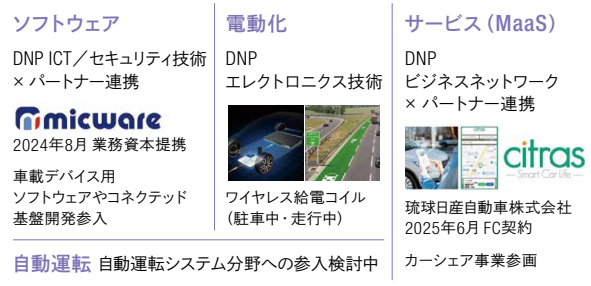 ソフトウェア
DNP ICT／セキュリティ技術
× パートナー連携
micware
2024年8月 業務資本提携
車載デバイス用
ソフトウェアやコネクテッド
基盤開発参入
電動化
DNP
エレクトロニクス技術
ワイヤレス給電コイル
（駐車中・走行中）
サービス（MaaS）
DNP
ビジネスネットワーク
× パートナー連携
citras
Smart Car Life
琉球日産自動車株式会社
2025年6月 FC契約
カーシェア事業参画
自動運転 自動運転システム分野への参入検討中